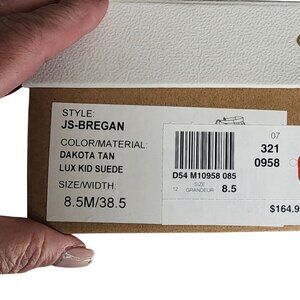 STYLE:
JS-BREGAN
COLOR/MATERIAL:
DAKOTA TAN
LUX KID SUEDE
SIZE/WIDTH:
8.5M/38.5
07
321
0958
D54 M10958 085
12 SIZE GRANDEUR 8.5
$164.99